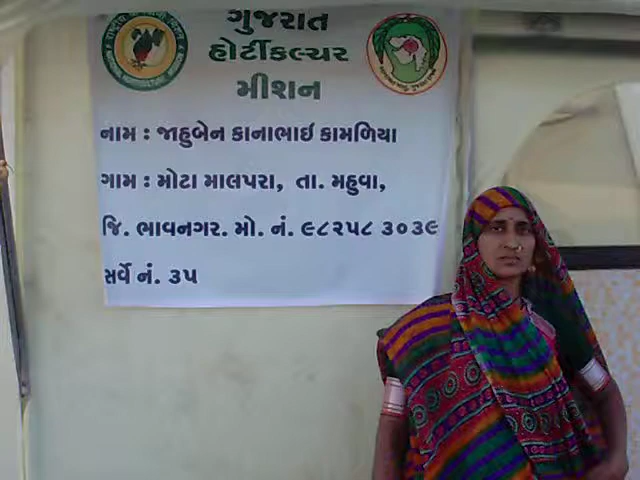 ગુજરાત
હોર્ટીકલ્ચર
મીશન
નામ : જાહુબેન કાનાભાઈ કામળિયા
ગામ : મોટા માલપરા, તા. મહુવા,
જિ. ભાવનગર. મો. નં. ૯૮૨૫૮ ૩૦૩૯
સર્વે નં. ૩૫